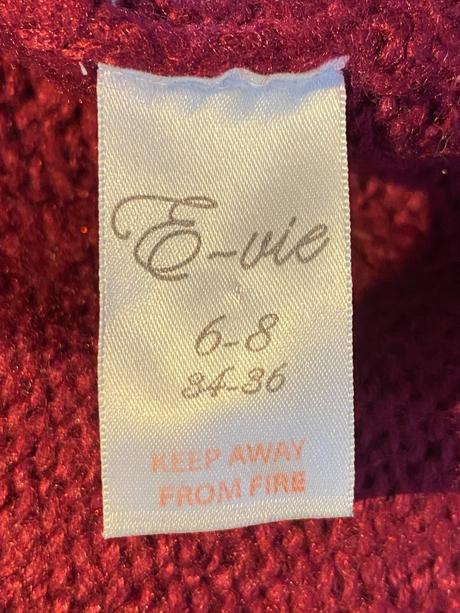 E-vie
6-8
34-36
KEEP AWAY
FROM FIRE